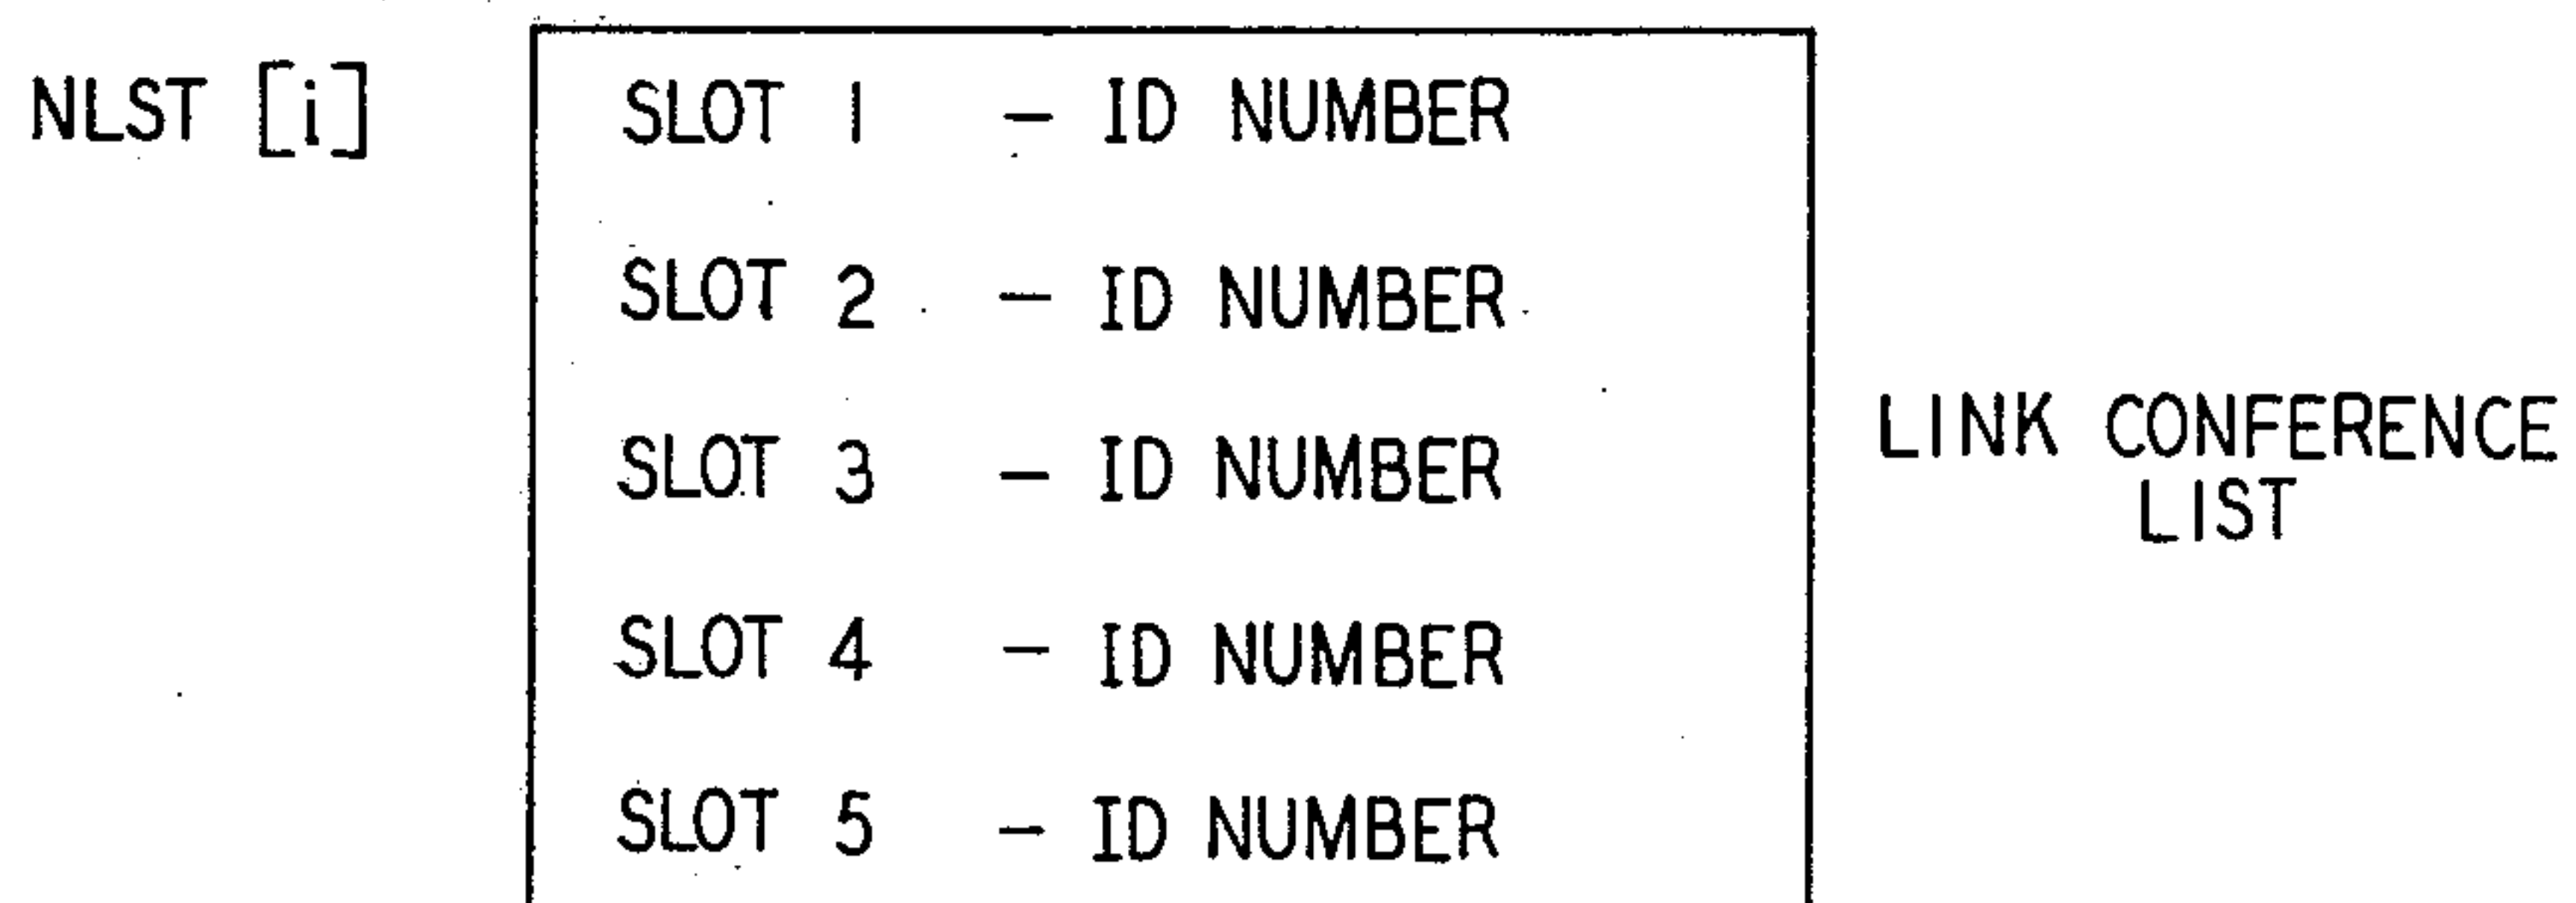 NLST [i]
SLOT 1 – ID NUMBER
SLOT 2 – ID NUMBER
SLOT 3 – ID NUMBER
SLOT 4 – ID NUMBER
SLOT 5 – ID NUMBER
LINK CONFERENCE
LIST